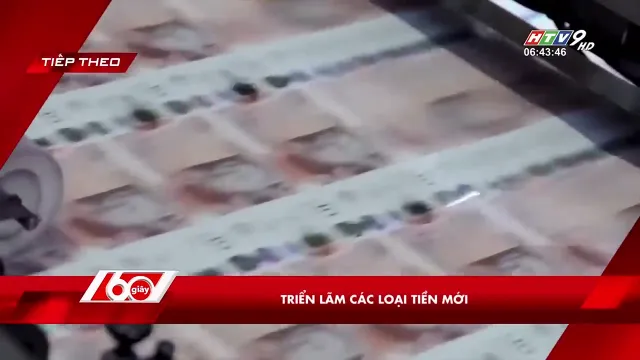 TIẾP THEO
HTV9 HD
06:43:46
60 giây
TRIỂN LÃM CÁC LOẠI TIỀN MỚI